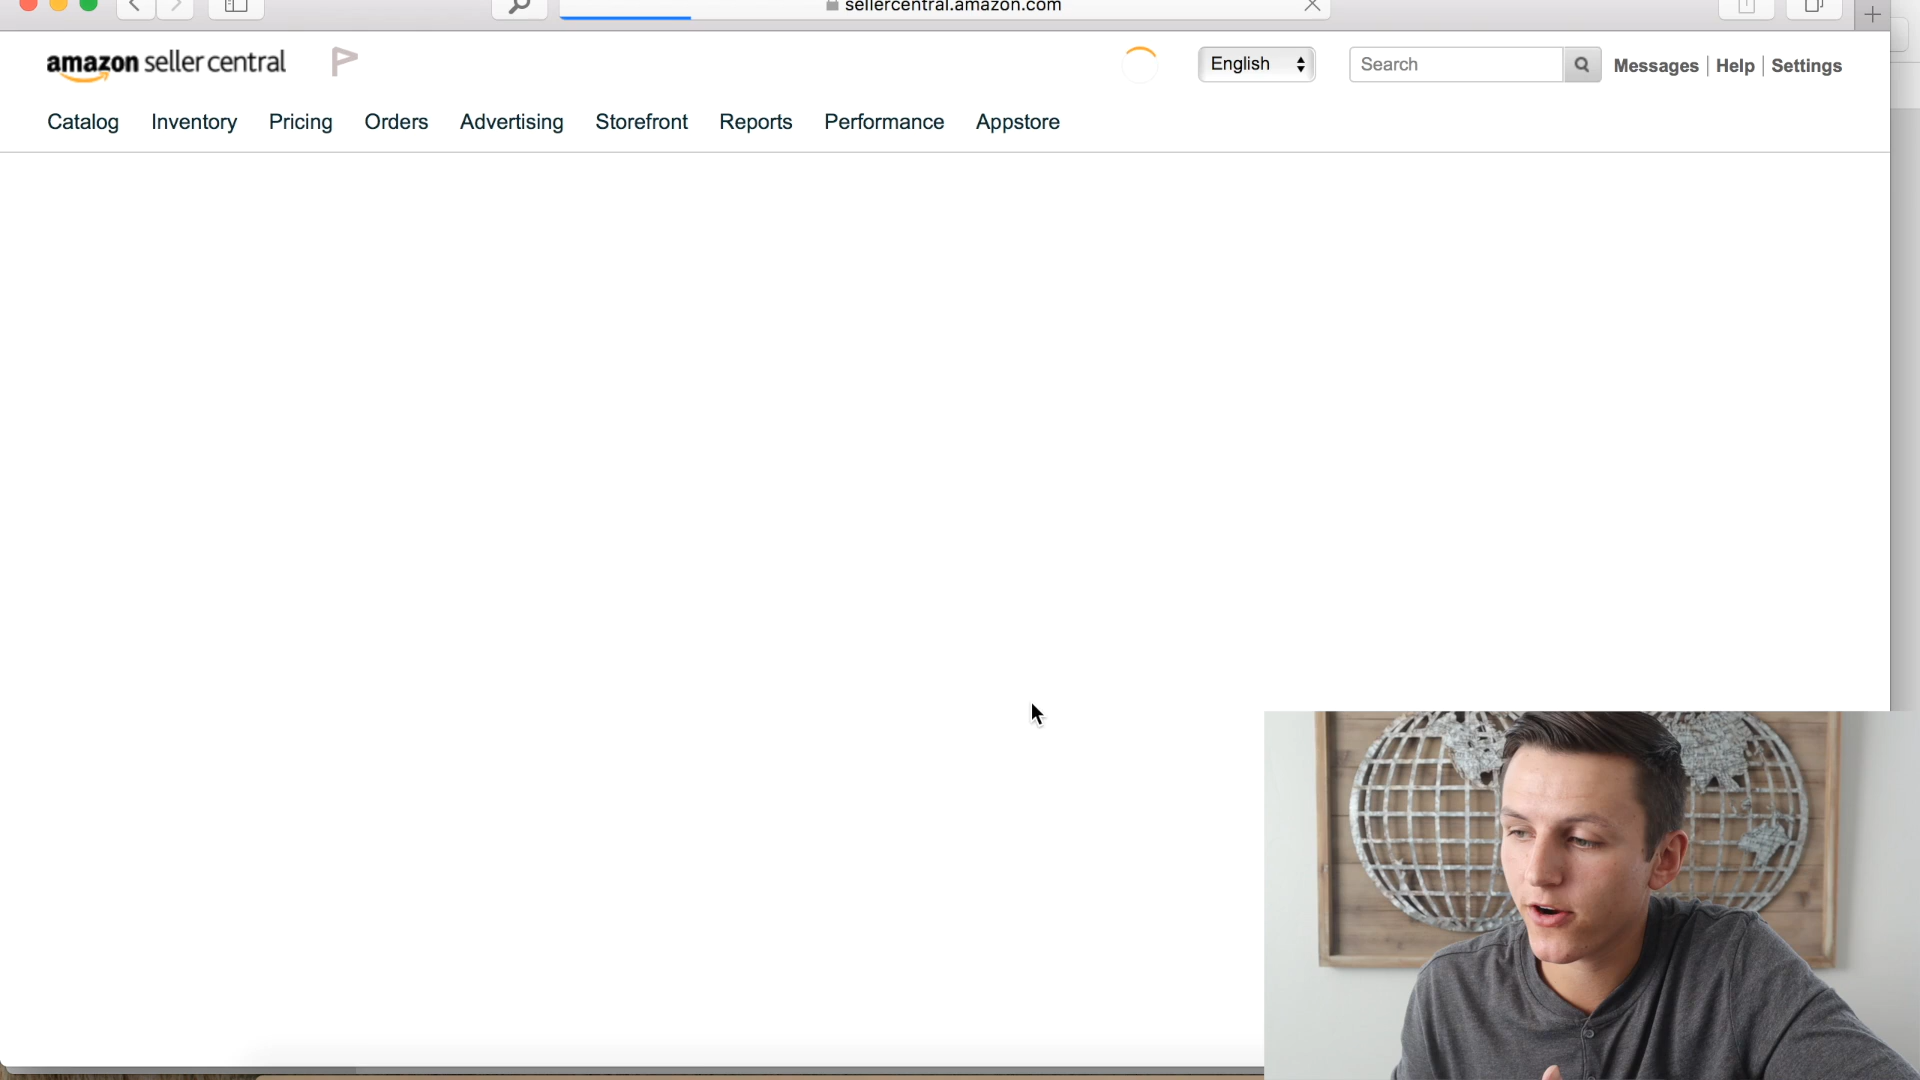 sellercentral.amazon.com
amazon seller central
English
Search
Messages
Help
Settings
Catalog
Inventory
Pricing
Orders
Advertising
Storefront
Reports
Performance
Appstore